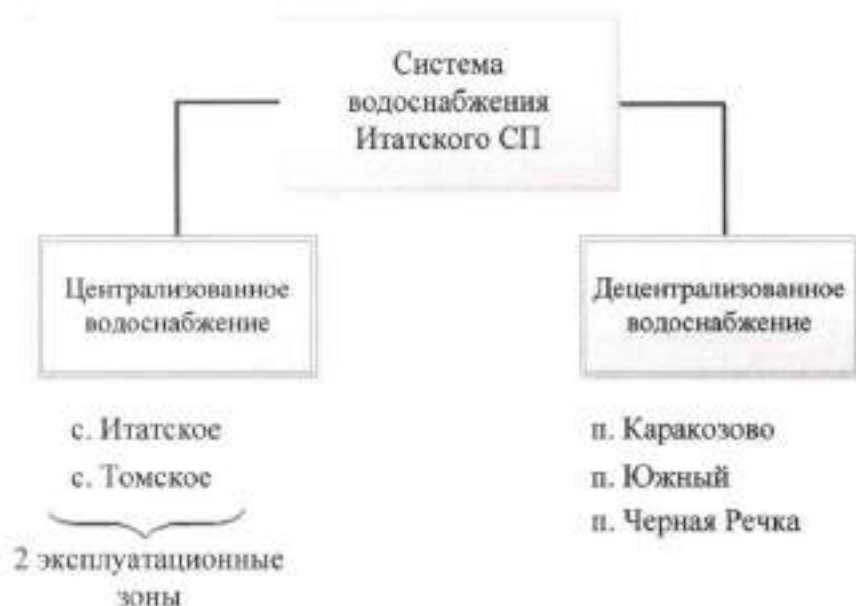 Система
водоснабжения
Итатского СП
Централизованное
водоснабжение
с. Итатское
с. Томское
2 эксплуатационные
зоны
Децентрализованное
водоснабжение
п. Каракозово
п. Южный
п. Черная Речка